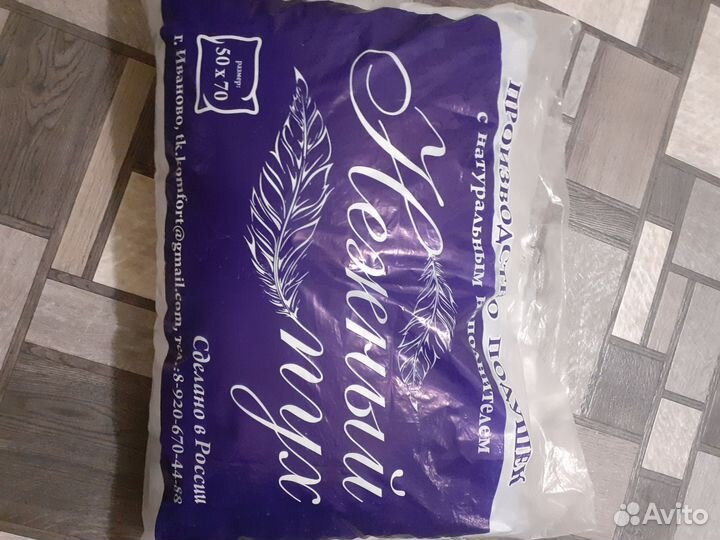 ПРОИЗВОДСТВО ПОДУШЕК
с натуральным наполнителем
Нежный
пух
размер:
50 х 70
Сделано в России
г. Иваново, tk.komfort@gmail.com, тел.:8-920-670-44-88
Avito